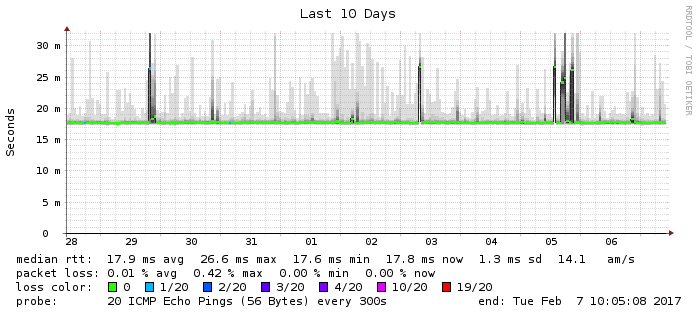 Last 10 Days
RRDTOOL / TOBI OETIKER
Seconds
30 m
25 m
20 m
15 m
10 m
5 m
0
28 29 30 31 01 02 03 04 05 06
median rtt: 17.9 ms avg 26.6 ms max 17.6 ms min 17.8 ms now 1.3 ms sd 14.1 am/s
packet loss: 0.01 % avg 0.42 % max 0.00 % min 0.00 % now
loss color: 0 1/20 2/20 3/20 4/20 10/20 19/20
probe: 20 ICMP Echo Pings (56 Bytes) every 300s end: Tue Feb 7 10:05:08 2017